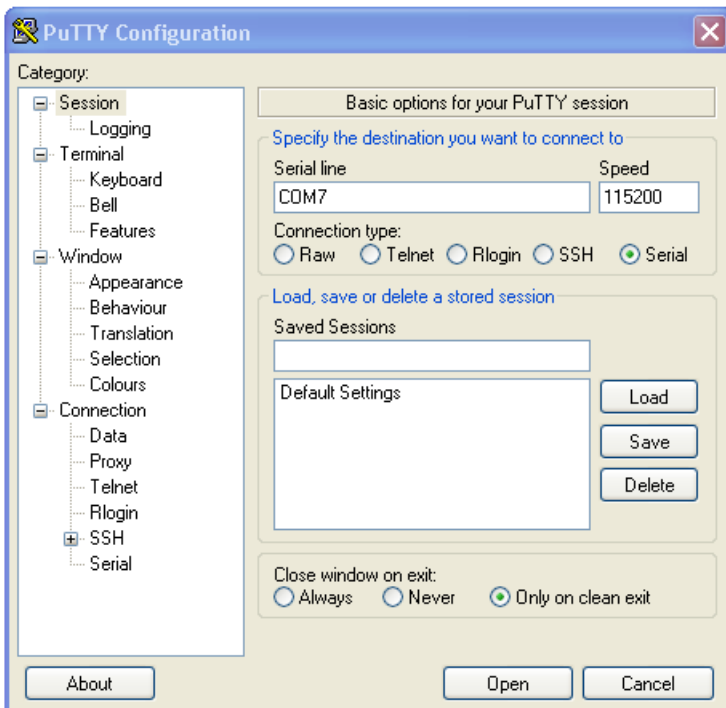 PuTTY Configuration
Category:
Session
Logging
Terminal
Keyboard
Bell
Features
Window
Appearance
Behaviour
Translation
Selection
Colours
Connection
Data
Proxy
Telnet
Rlogin
SSH
Serial
Basic options for your PuTTY session
Specify the destination you want to connect to
Serial line Speed
COM7 115200
Connection type:
Raw Telnet Rlogin SSH Serial
Load, save or delete a stored session
Saved Sessions
Default Settings
Load
Save
Delete
Close window on exit:
Always Never Only on clean exit
About Open Cancel